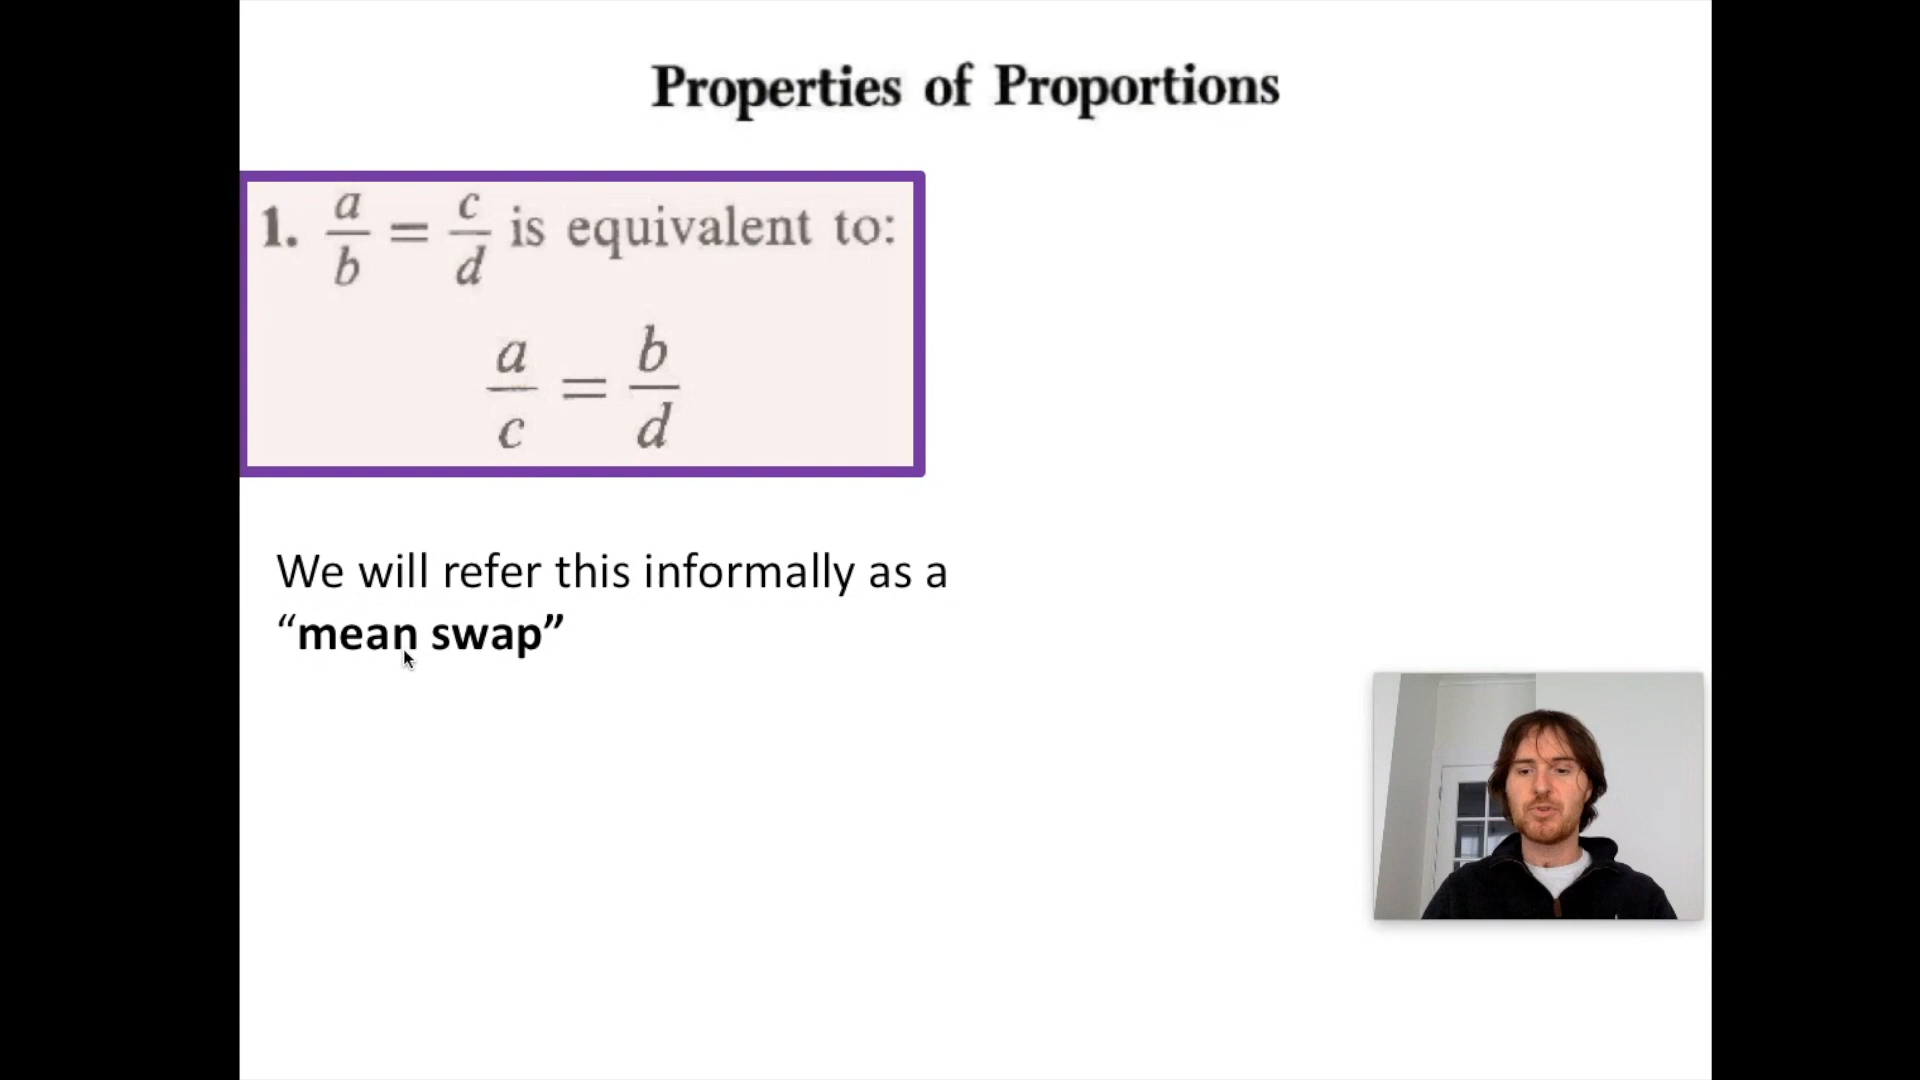 Properties of Proportions
1. a/b = c/d is equivalent to:
a/c = b/d
We will refer this informally as a
“mean swap”